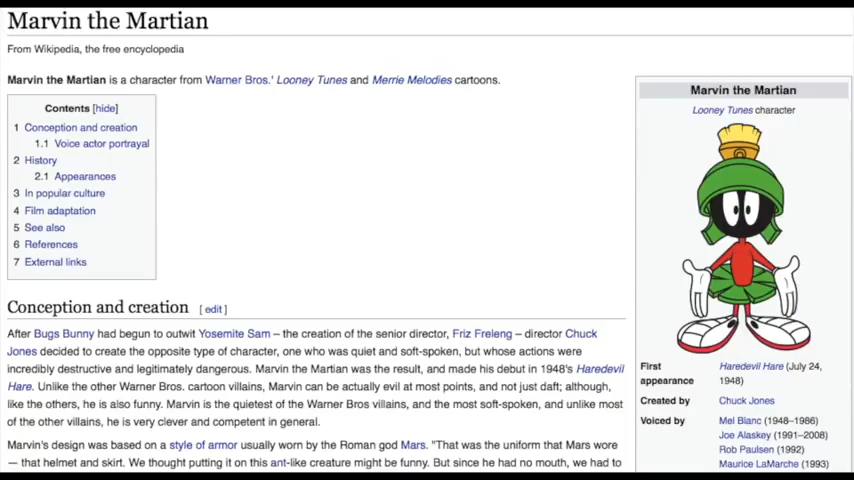 Marvin the Martian
From Wikipedia, the free encyclopedia
Marvin the Martian is a character from Warner Bros.' Looney Tunes and Merrie Melodies cartoons.
Contents [hide]
1 Conception and creation
1.1 Voice actor portrayal
2 History
2.1 Appearances
3 In popular culture
4 Film adaptation
5 See also
6 References
7 External links
Conception and creation [ edit ]
After Bugs Bunny had begun to outwit Yosemite Sam – the creation of the senior director, Friz Freleng – director Chuck
Jones decided to create the opposite type of character, one who was quiet and soft-spoken, but whose actions were
incredibly destructive and legitimately dangerous. Marvin the Martian was the result, and made his debut in 1948's Haredevil
Hare. Unlike the other Warner Bros. cartoon villains, Marvin can be actually evil at most points, and not just daft; although,
like the others, he is also funny. Marvin is the quietest of the Warner Bros villains, and the most soft-spoken, and unlike most
of the other villains, he is very clever and competent in general.
Marvin's design was based on a style of armor usually worn by the Roman god Mars. "That was the uniform that Mars wore
— that helmet and skirt. We thought putting it on this ant-like creature might be funny. But since he had no mouth, we had to
Marvin the Martian
Looney Tunes character
First appearance Haredevil Hare (July 24, 1948)
Created by Chuck Jones
Voiced by Mel Blanc (1948–1986)
Joe Alaskey (1991–2008)
Rob Paulsen (1992)
Maurice LaMarche (1993)